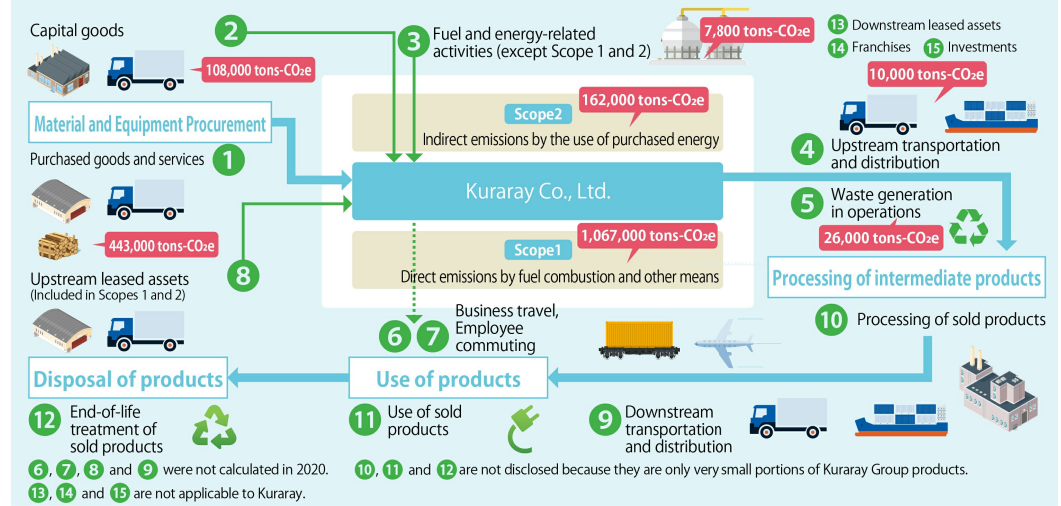 Capital goods
108,000 tons-CO₂e
2
3
Fuel and energy-related
activities (except Scope 1 and 2)
7,800 tons-CO₂e
13 Downstream leased assets
14 Franchises 15 Investments
10,000 tons-CO₂e
Material and Equipment Procurement
Scope2
162,000 tons-CO₂e
Indirect emissions by the use of purchased energy
4 Upstream transportation
and distribution
Purchased goods and services 1
443,000 tons-CO₂e
Kuraray Co., Ltd.
5 Waste generation
in operations
26,000 tons-CO₂e
Scope1
1,067,000 tons-CO₂e
Direct emissions by fuel combustion and other means
Upstream leased assets
(Included in Scopes 1 and 2)
8
Processing of intermediate products
6 7 Business travel,
Employee
commuting
10 Processing of sold products
Disposal of products
Use of products
12 End-of-life
treatment of
sold products
11 Use of sold
products
9 Downstream
transportation
and distribution
6, 7, 8 and 9 were not calculated in 2020.
10, 11 and 12 are not disclosed because they are only very small portions of Kuraray Group products.
13, 14 and 15 are not applicable to Kuraray.